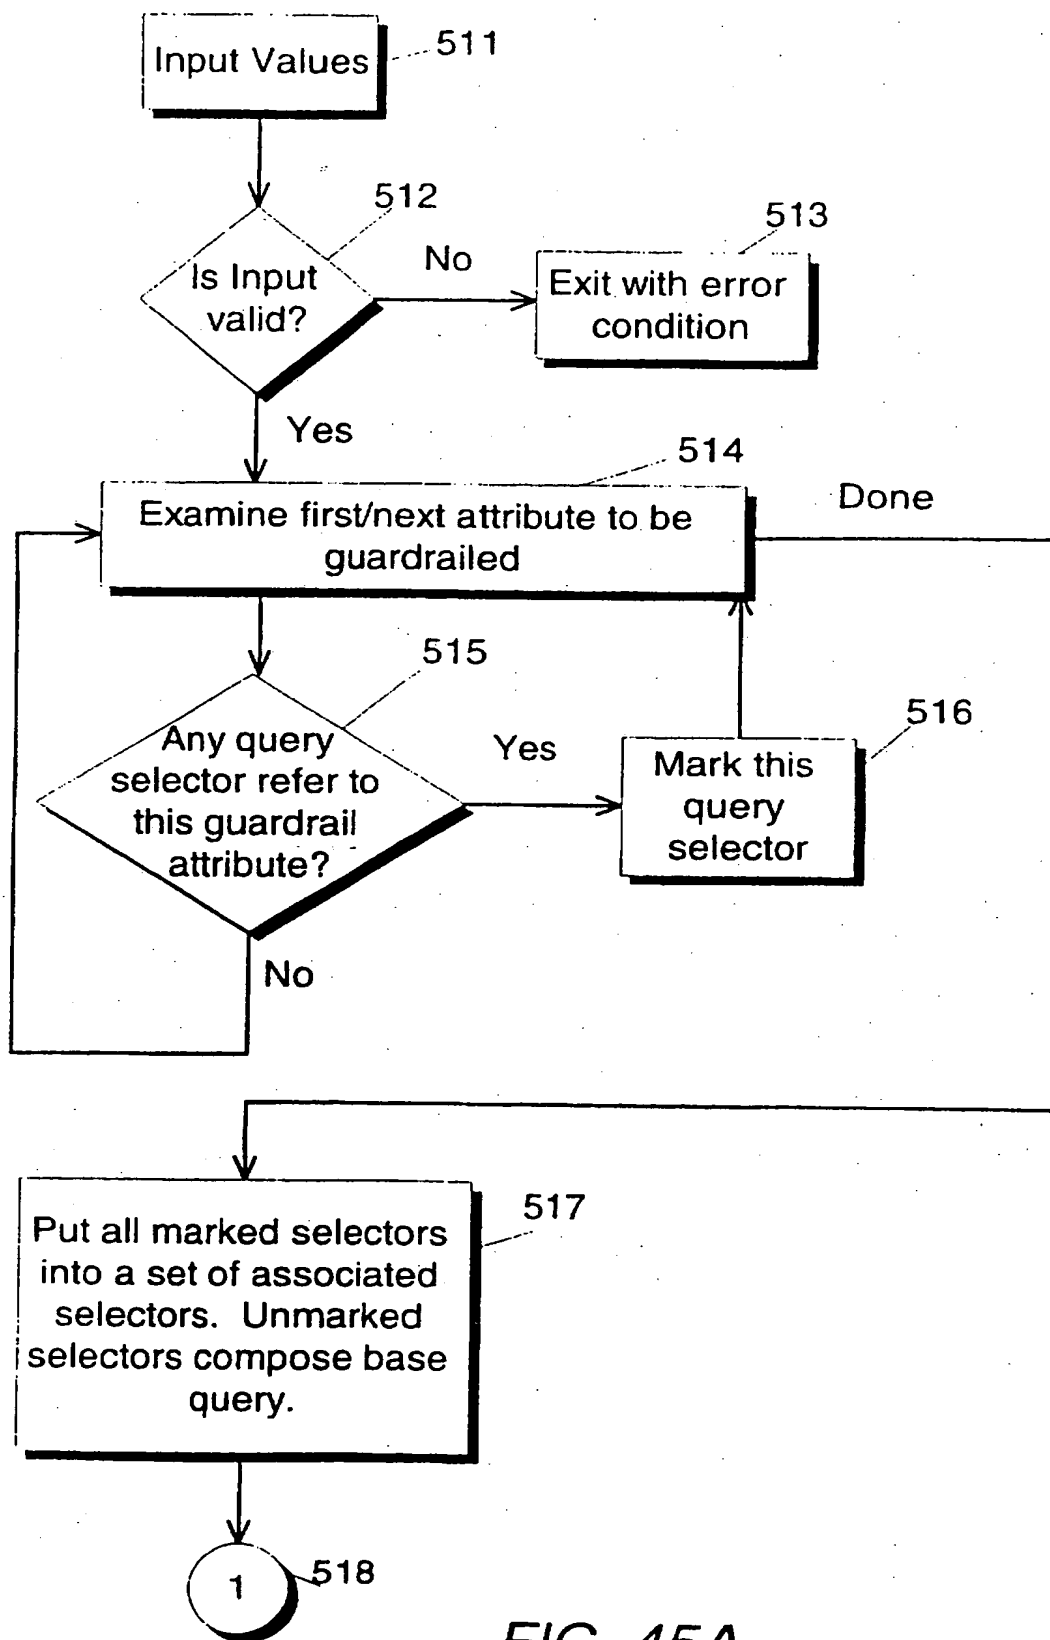 Input Values
511
512
Is Input
valid?
No
513
Exit with error
condition
Yes
514
Examine first/next attribute to be
guardrailed
Done
515
Any query
selector refer to
this guardrail
attribute?
Yes
516
Mark this
query
selector
No
517
Put all marked selectors
into a set of associated
selectors. Unmarked
selectors compose base
query.
1
518
FIG. 45A